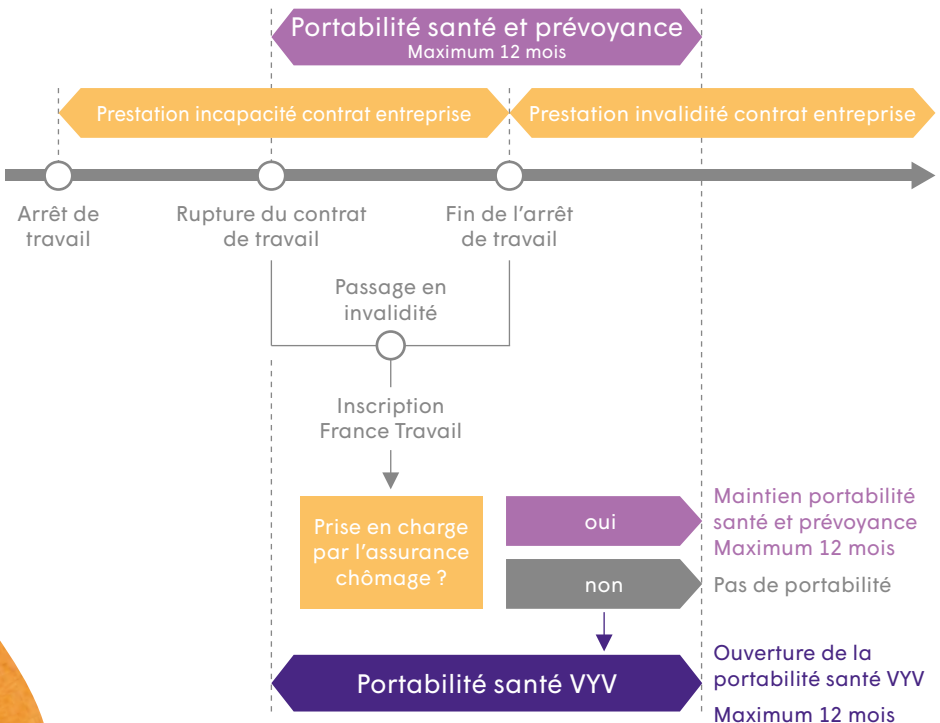 Portabilité santé et prévoyance
Maximum 12 mois
Prestation incapacité contrat entreprise
Prestation invalidité contrat entreprise
Arrêt de
travail
Rupture du contrat
de travail
Fin de l’arrêt
de travail
Passage en
invalidité
Inscription
France Travail
Prise en charge
par l’assurance
chômage ?
oui
Maintien portabilité
santé et prévoyance
Maximum 12 mois
non
Pas de portabilité
Portabilité santé VYV
Ouverture de la
portabilité santé VYV
Maximum 12 mois